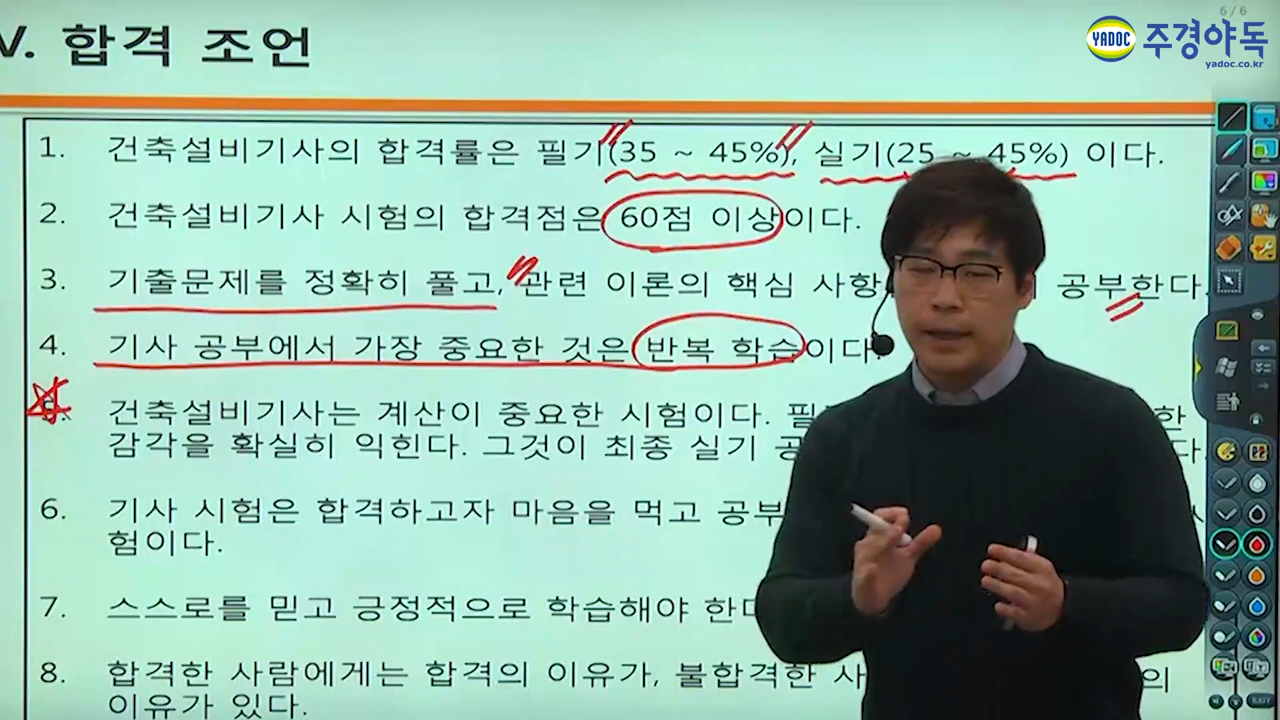 6 / 6
YADOC 주경야독
yadoc.co.kr
V. 합격 조언
1. 건축설비기사의 합격률은 필기(35 ~ 45%), 실기(25 ~ 45%) 이다.
2. 건축설비기사 시험의 합격점은 60점 이상이다.
3. 기출문제를 정확히 풀고, 관련 이론의 핵심 사항 공부한다.
4. 기사 공부에서 가장 중요한 것은 반복 학습이다.
5. 건축설비기사는 계산이 중요한 시험이다. 한
감각을 확실히 익힌다. 그것이 최종 실기 다.
6. 기사 시험은 합격하고자 마음을 먹고 공부
험이다.
7. 스스로를 믿고 긍정적으로 학습해야 한다
8. 합격한 사람에게는 합격의 이유가, 불합격한 의
이유가 있다.
EXIT